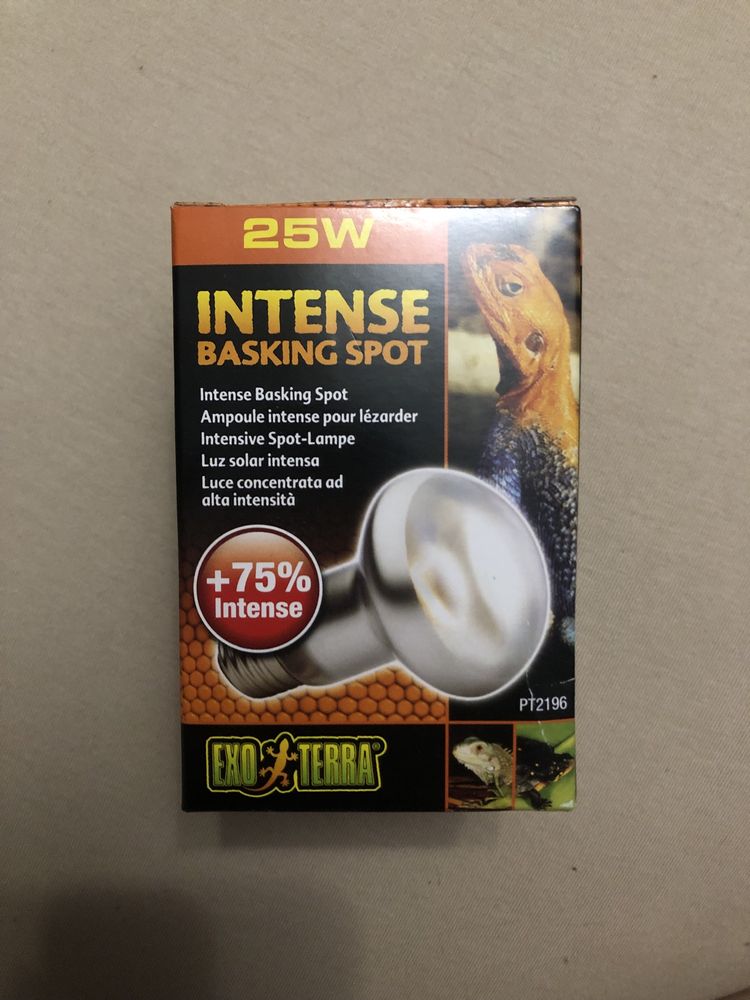 25W
INTENSE
BASKING SPOT
Intense Basking Spot
Ampoule intense pour lézarder
Intensive Spot-Lampe
Luz solar intensa
Luce concentrata ad
alta intensità
+75%
Intense
PT2196
EXO TERRA®